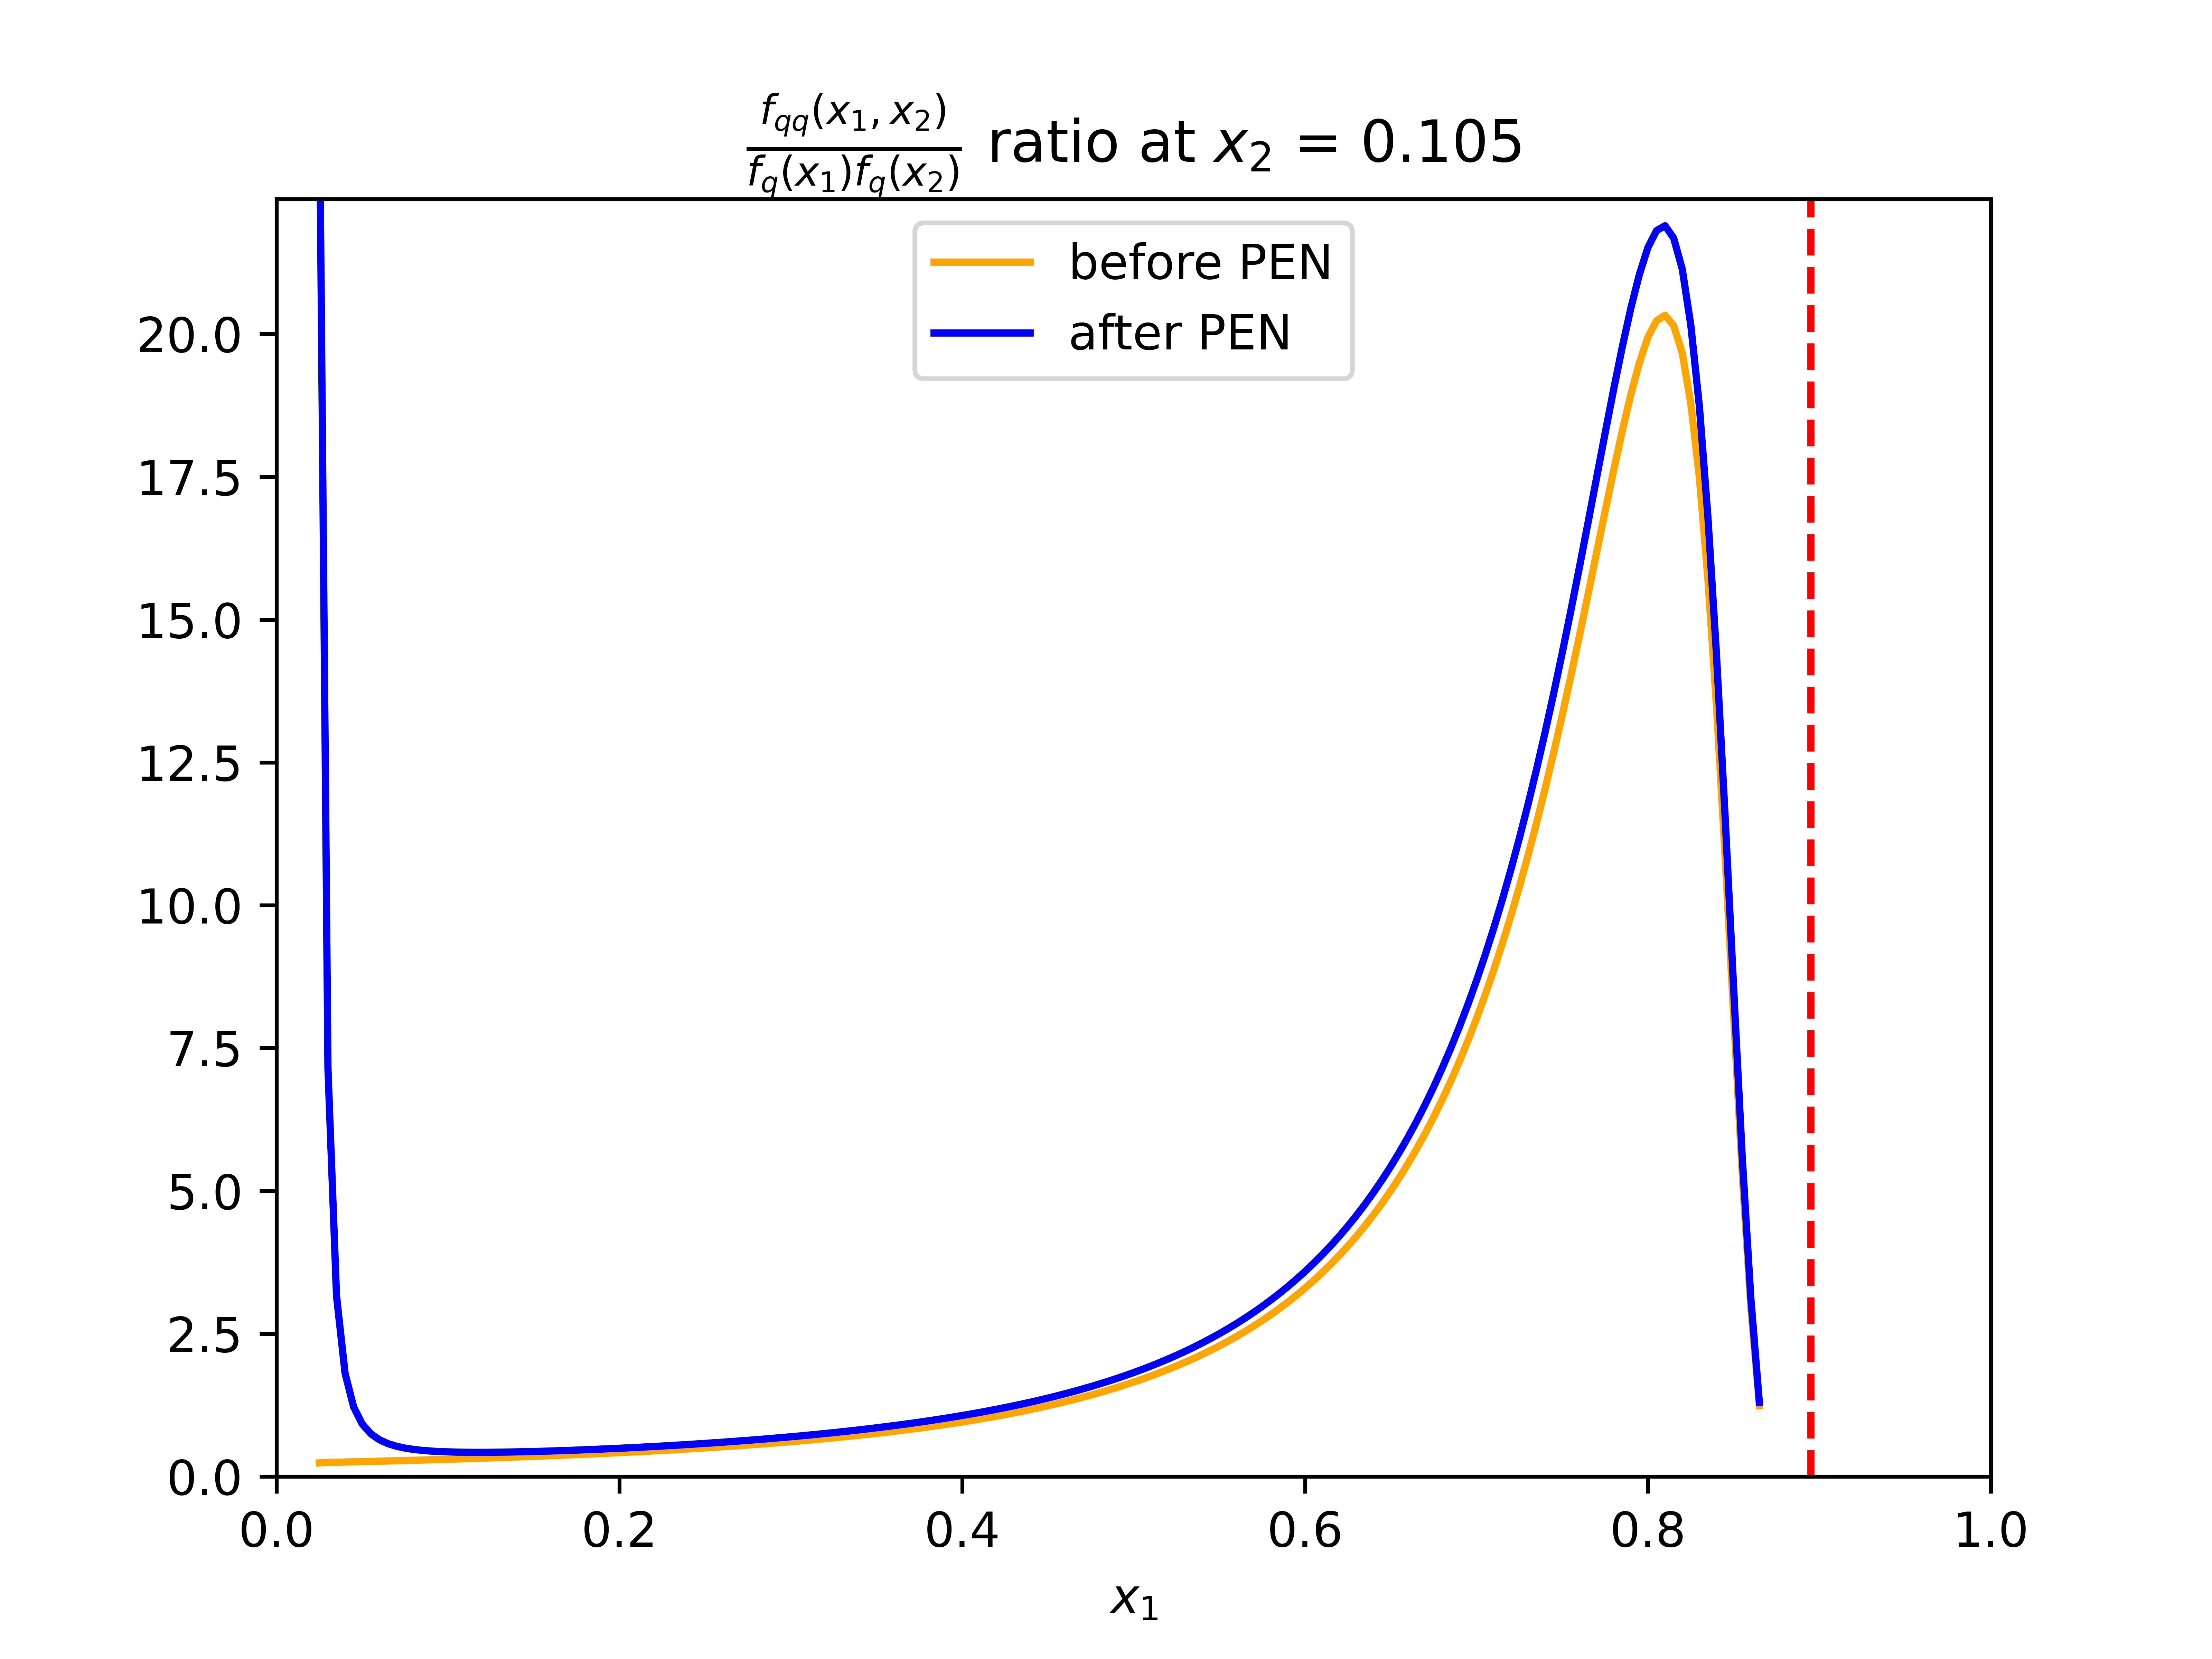 f_qq(x_1, x_2)
f_q(x_1)f_q(x_2)
ratio at x_2 = 0.105
before PEN
after PEN
20.0
17.5
15.0
12.5
10.0
7.5
5.0
2.5
0.0
0.0 0.2 0.4 0.6 0.8 1.0
x_1